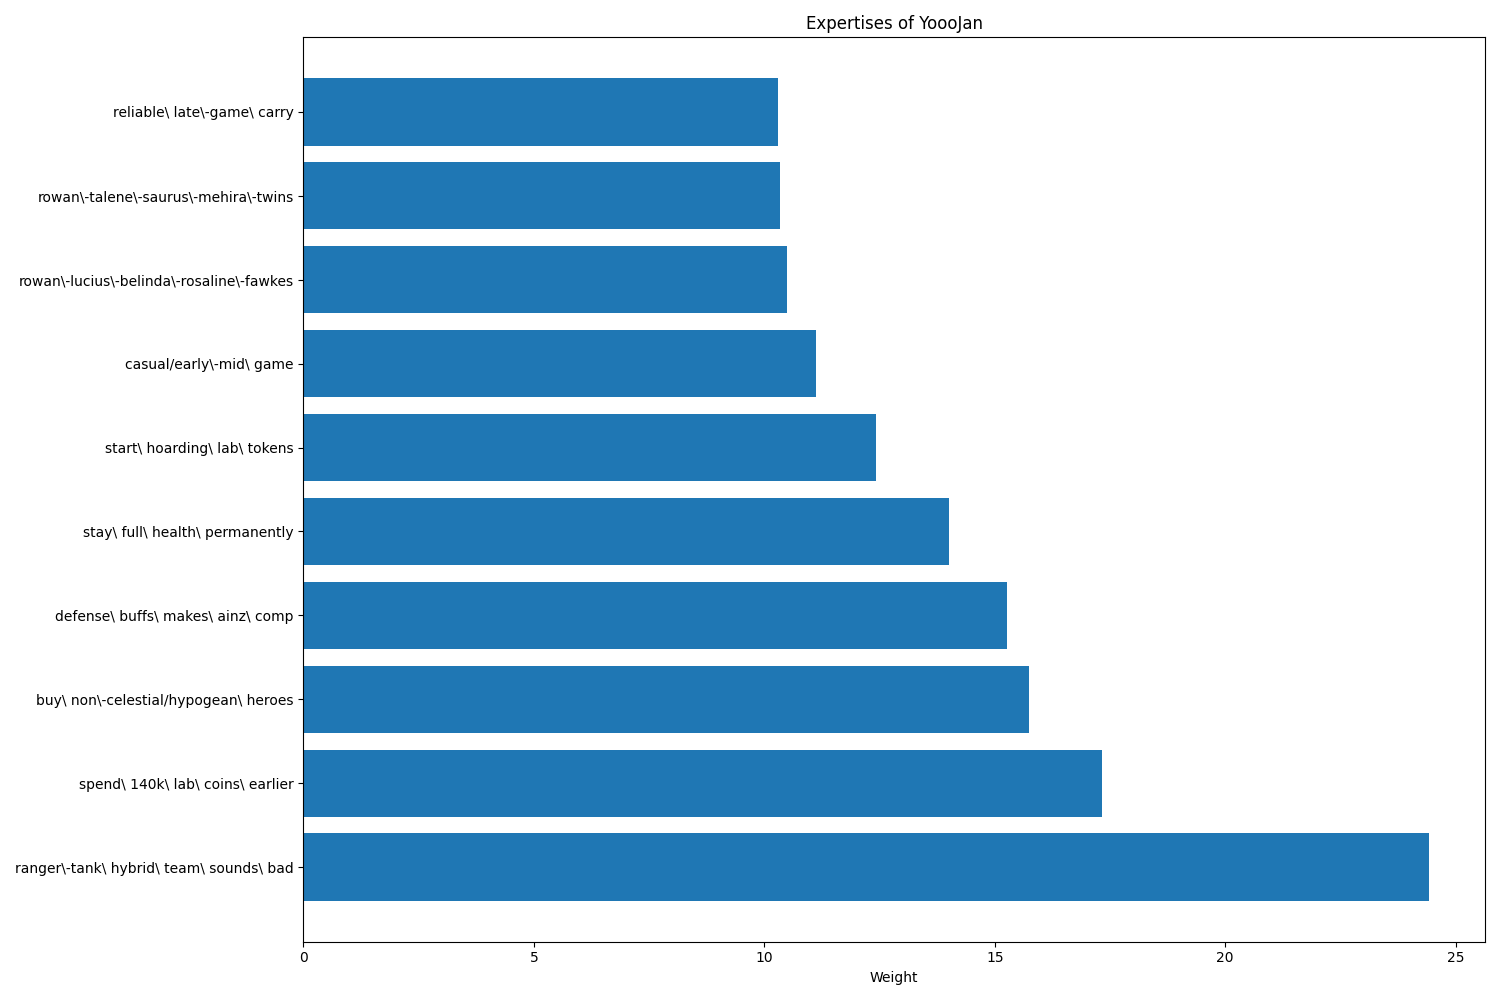 Expertises of YoooJan
reliable\ late\-game\ carry
rowan\-talene\-saurus\-mehira\-twins
rowan\-lucius\-belinda\-rosaline\-fawkes
casual/early\-mid\ game
start\ hoarding\ lab\ tokens
stay\ full\ health\ permanently
defense\ buffs\ makes\ ainz\ comp
buy\ non\-celestial/hypogean\ heroes
spend\ 140k\ lab\ coins\ earlier
ranger\-tank\ hybrid\ team\ sounds\ bad
0 5 10 15 20 25
Weight